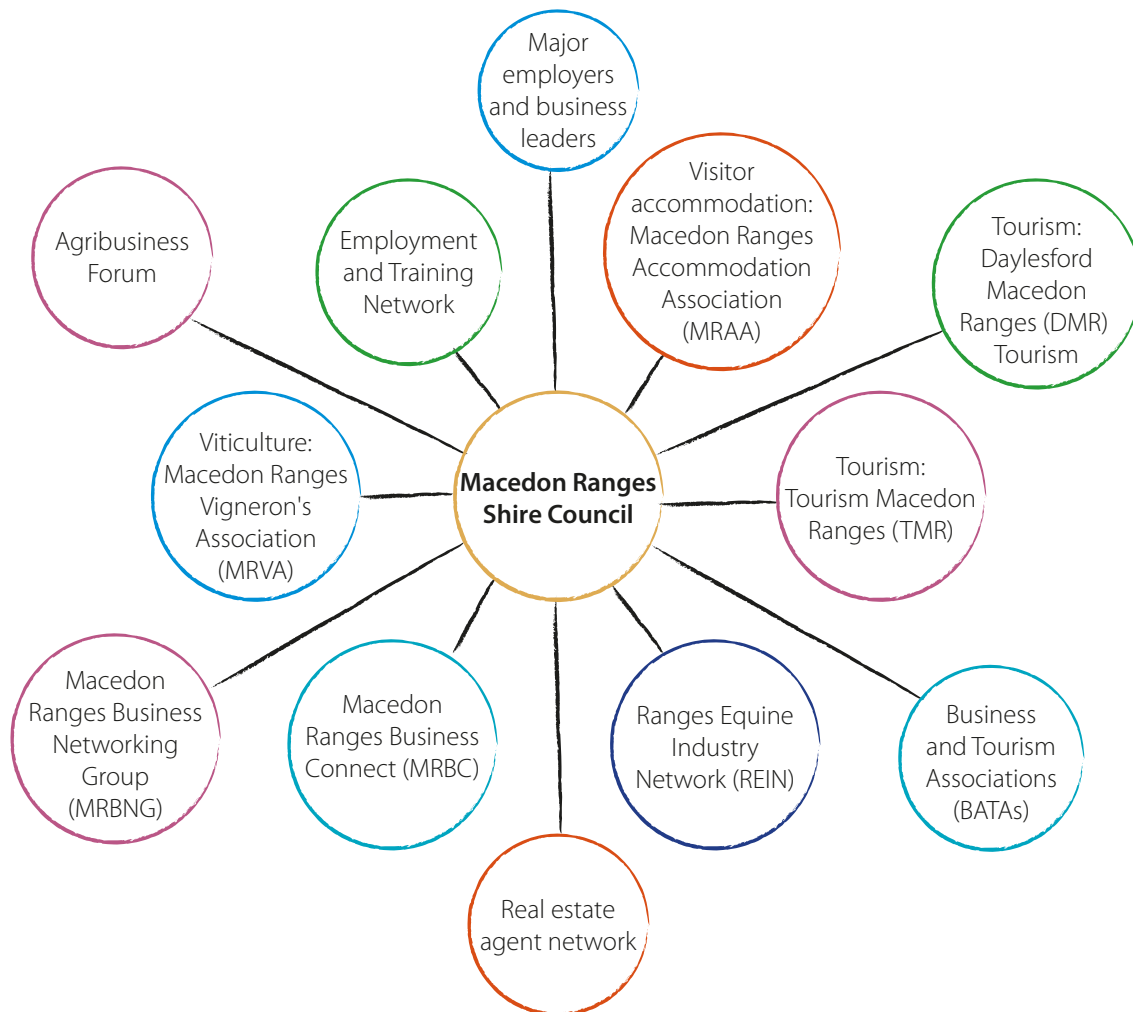 Major
employers
and business
leaders
Visitor
accommodation:
Macedon Ranges
Accommodation
Association
(MRAA)
Agribusiness
Forum
Employment
and Training
Network
Tourism:
Daylesford
Macedon
Ranges (DMR)
Tourism
Viticulture:
Macedon Ranges
Vigneron's
Association
(MRVA)
Macedon Ranges
Shire Council
Tourism:
Tourism Macedon
Ranges (TMR)
Macedon
Ranges Business
Networking
Group
(MRBNG)
Macedon
Ranges Business
Connect (MRBC)
Ranges Equine
Industry
Network (REIN)
Business
and Tourism
Associations
(BATAs)
Real estate
agent network